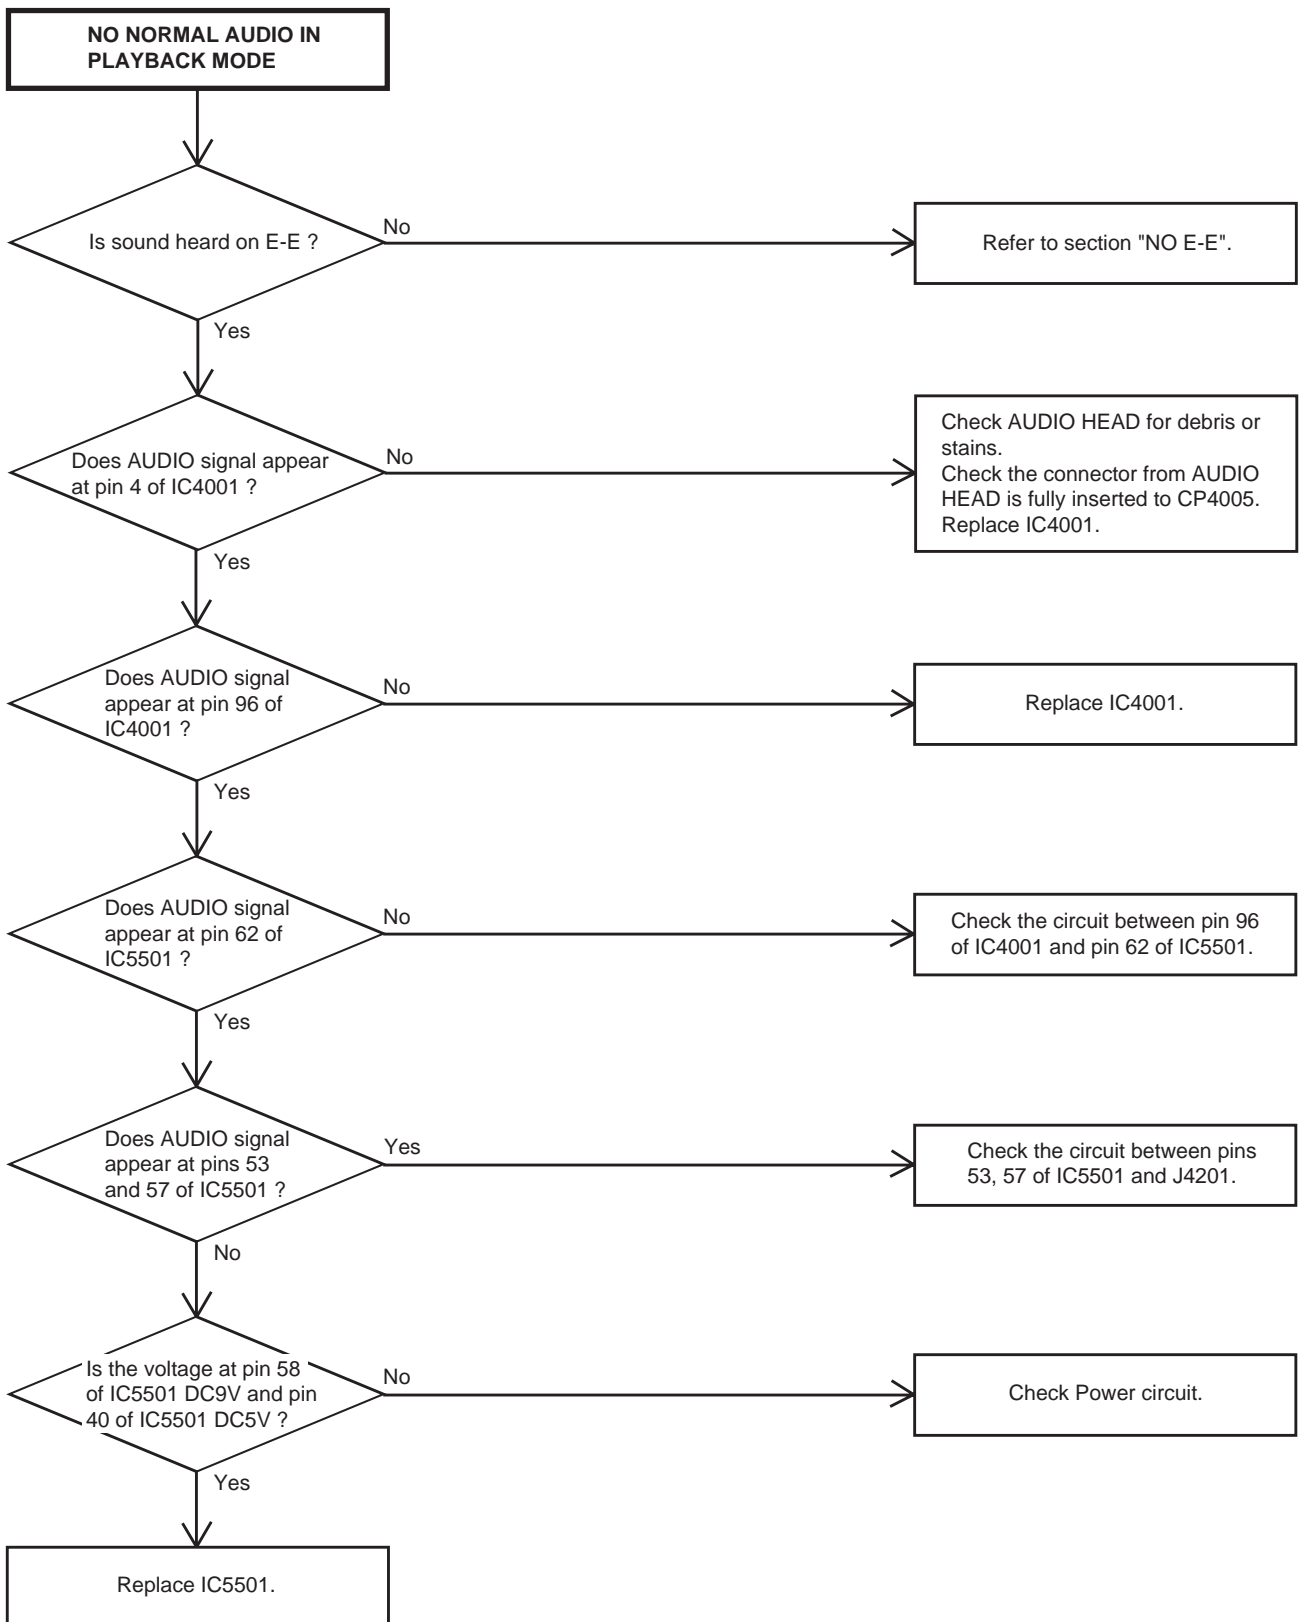 NO NORMAL AUDIO IN
PLAYBACK MODE
Is sound heard on E-E ?
No
Refer to section "NO E-E".
Yes
Does AUDIO signal appear
at pin 4 of IC4001 ?
No
Check AUDIO HEAD for debris or
stains.
Check the connector from AUDIO
HEAD is fully inserted to CP4005.
Replace IC4001.
Yes
Does AUDIO signal
appear at pin 96 of
IC4001 ?
No
Replace IC4001.
Yes
Does AUDIO signal
appear at pin 62 of
IC5501 ?
No
Check the circuit between pin 96
of IC4001 and pin 62 of IC5501.
Yes
Does AUDIO signal
appear at pins 53
and 57 of IC5501 ?
Yes
Check the circuit between pins
53, 57 of IC5501 and J4201.
No
Is the voltage at pin 58
of IC5501 DC9V and pin
40 of IC5501 DC5V ?
No
Check Power circuit.
Yes
Replace IC5501.